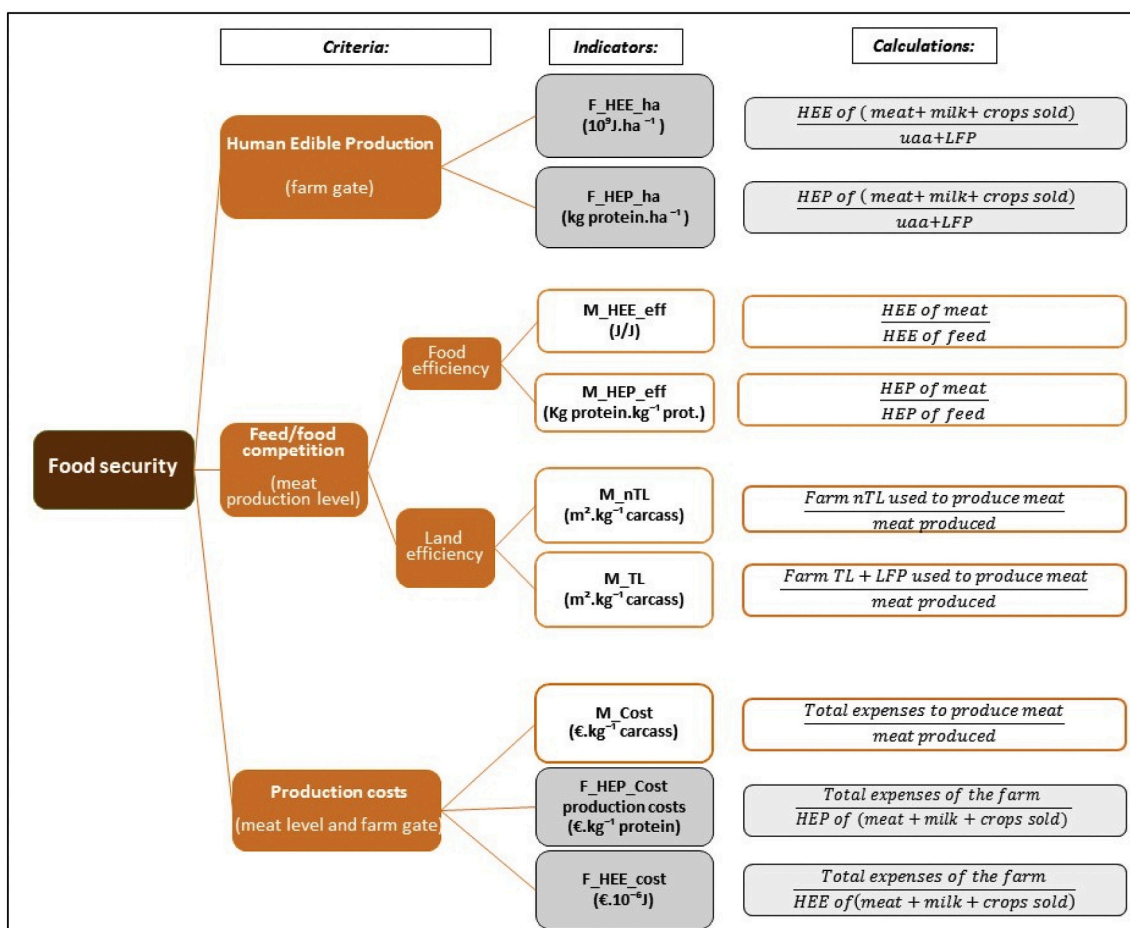 Criteria:
Indicators:
Calculations:
Food security
Human Edible Production
(farm gate)
F_HEE_ha
(10⁹J.ha⁻¹)
HEE of (meat+ milk+ crops sold)
uaa+LFP
F_HEP_ha
(kg protein.ha⁻¹)
HEP of (meat+ milk+ crops sold)
uaa+LFP
Feed/food
competition
(meat
production level)
Food
efficiency
M_HEE_eff
(J/J)
HEE of meat
HEE of feed
M_HEP_eff
(Kg protein.kg⁻¹ prot.)
HEP of meat
HEP of feed
Land
efficiency
M_nTL
(m².kg⁻¹ carcass)
Farm nTL used to produce meat
meat produced
M_TL
(m².kg⁻¹ carcass)
Farm TL + LFP used to produce meat
meat produced
Production costs
(meat level and farm gate)
M_Cost
(€.kg⁻¹ carcass)
Total expenses to produce meat
meat produced
F_HEP_Cost
production costs
(€.kg⁻¹ protein)
Total expenses of the farm
HEP of (meat + milk + crops sold)
F_HEE_cost
(€.10⁻⁶J)
Total expenses of the farm
HEE of(meat + milk + crops sold)